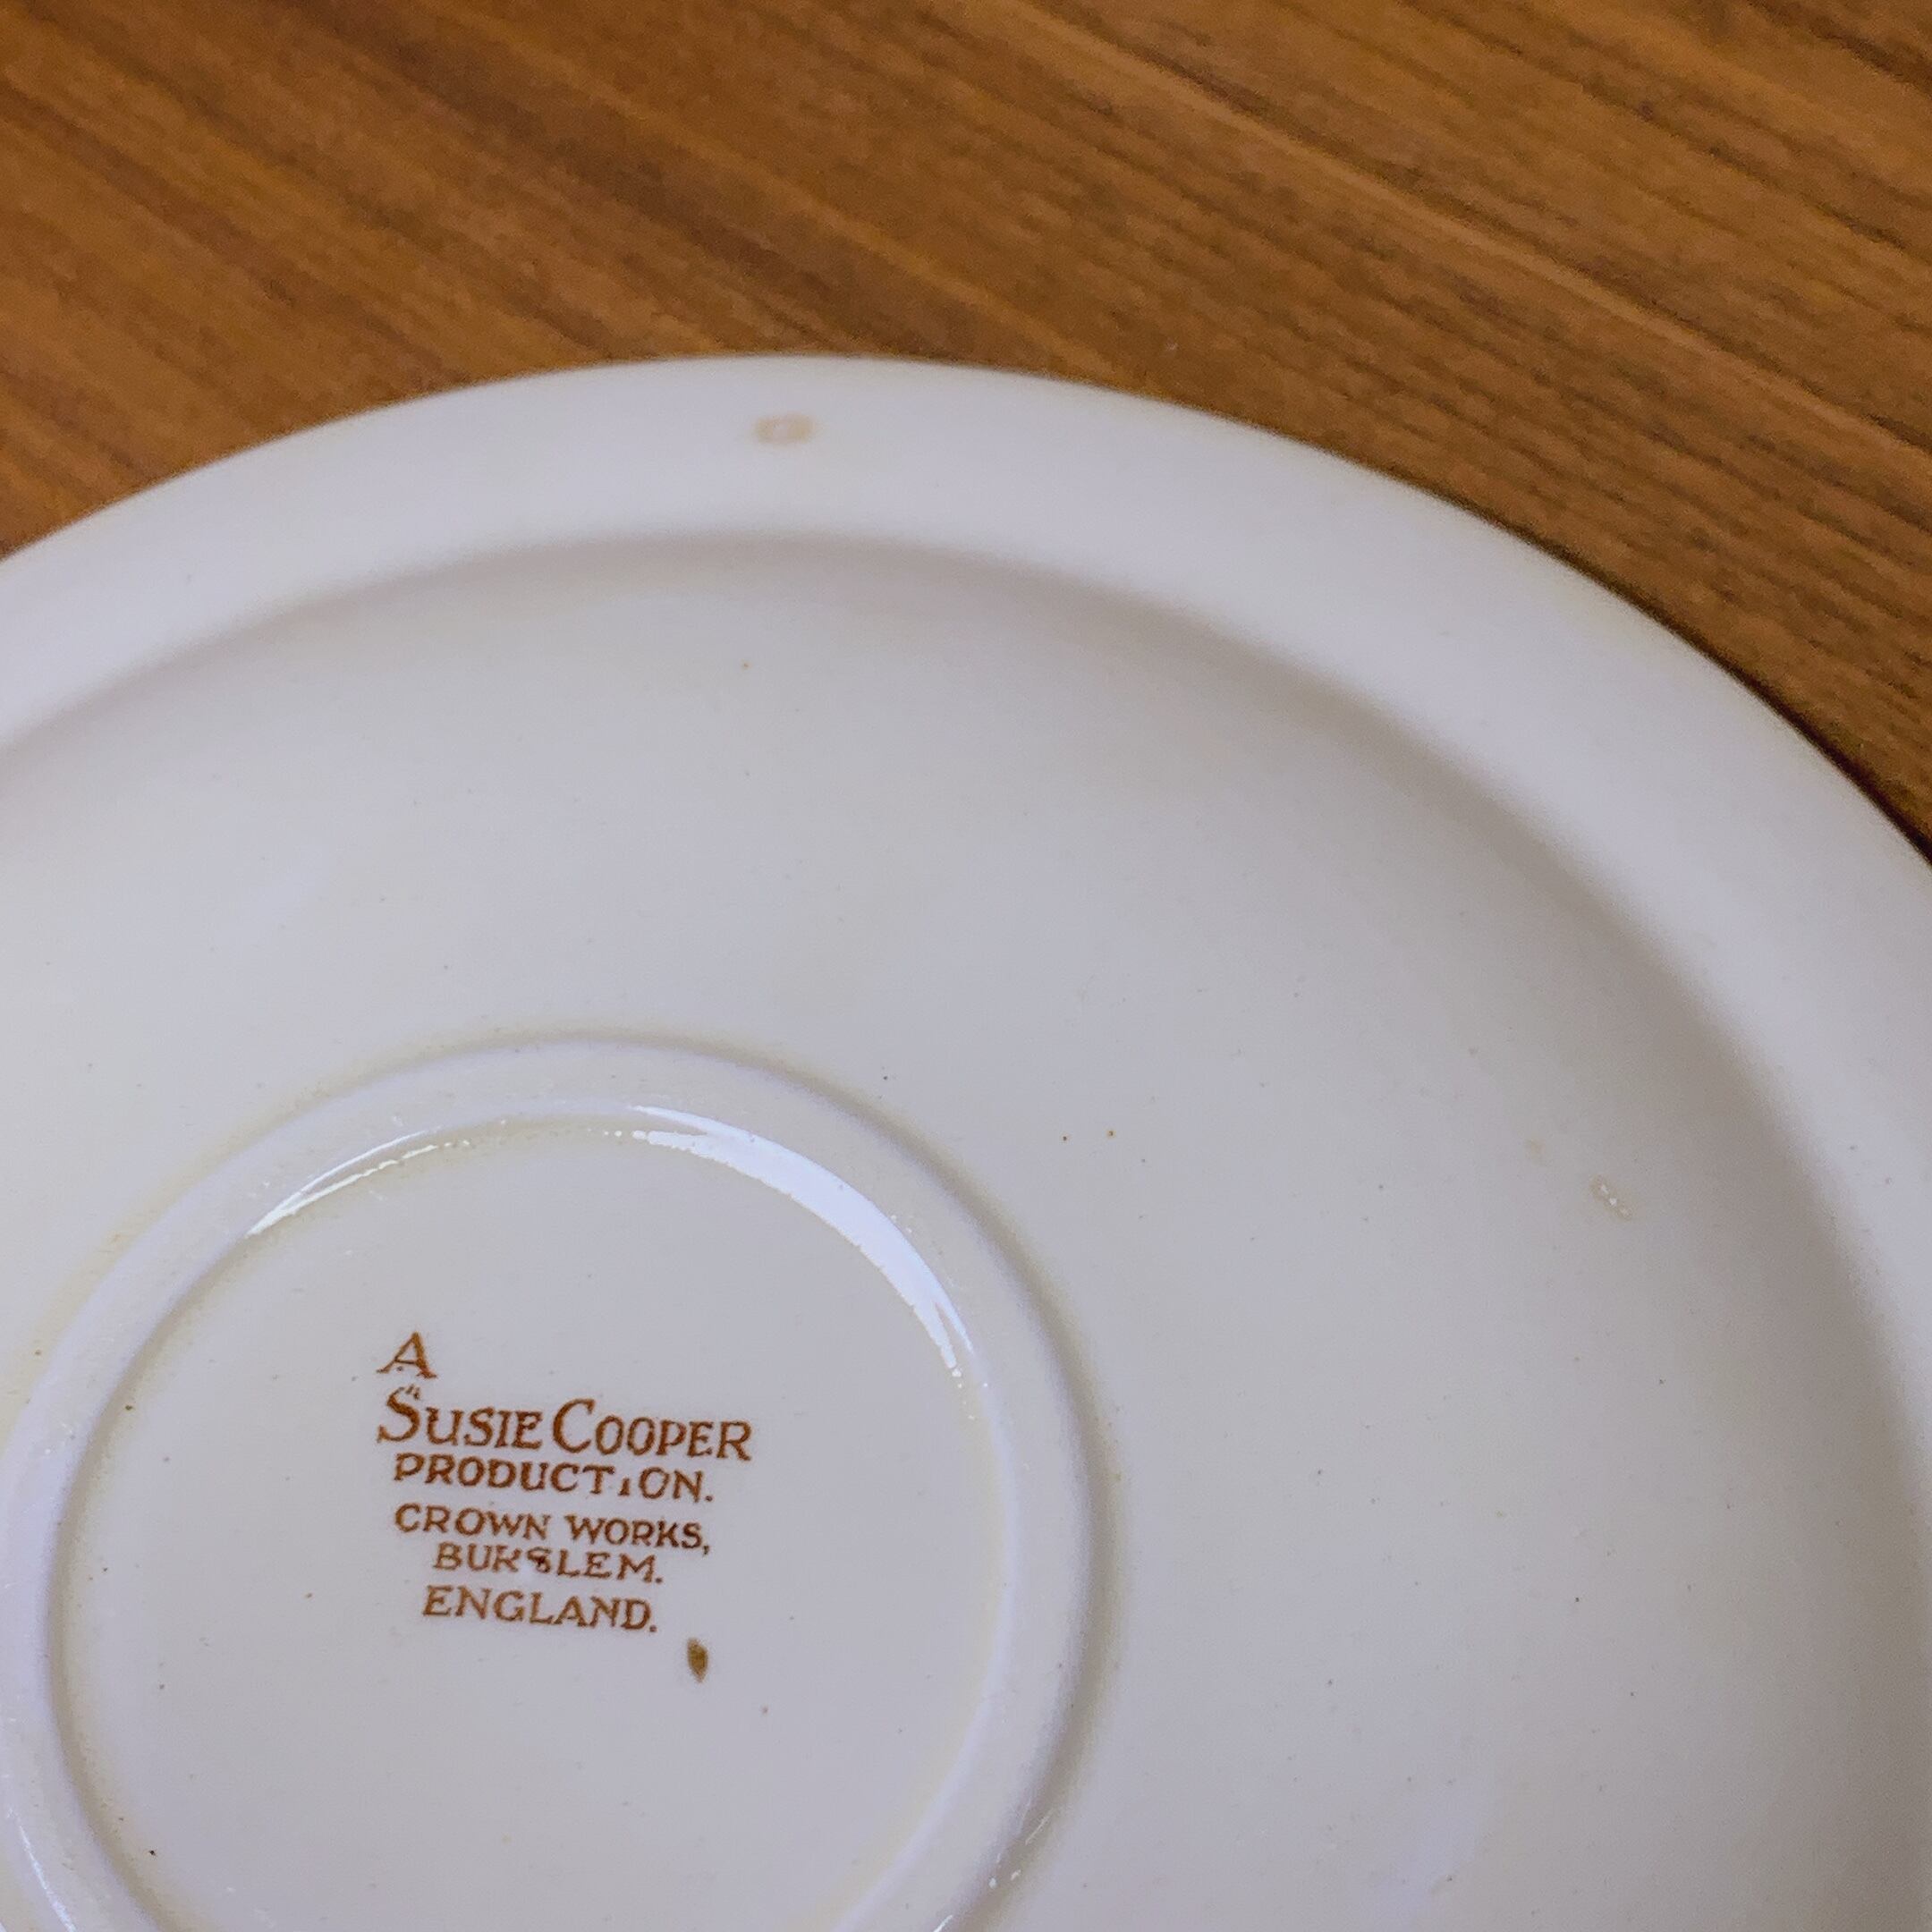 A
SUSIE COOPER
PRODUCTION.
CROWN WORKS,
BURSLEM.
ENGLAND.